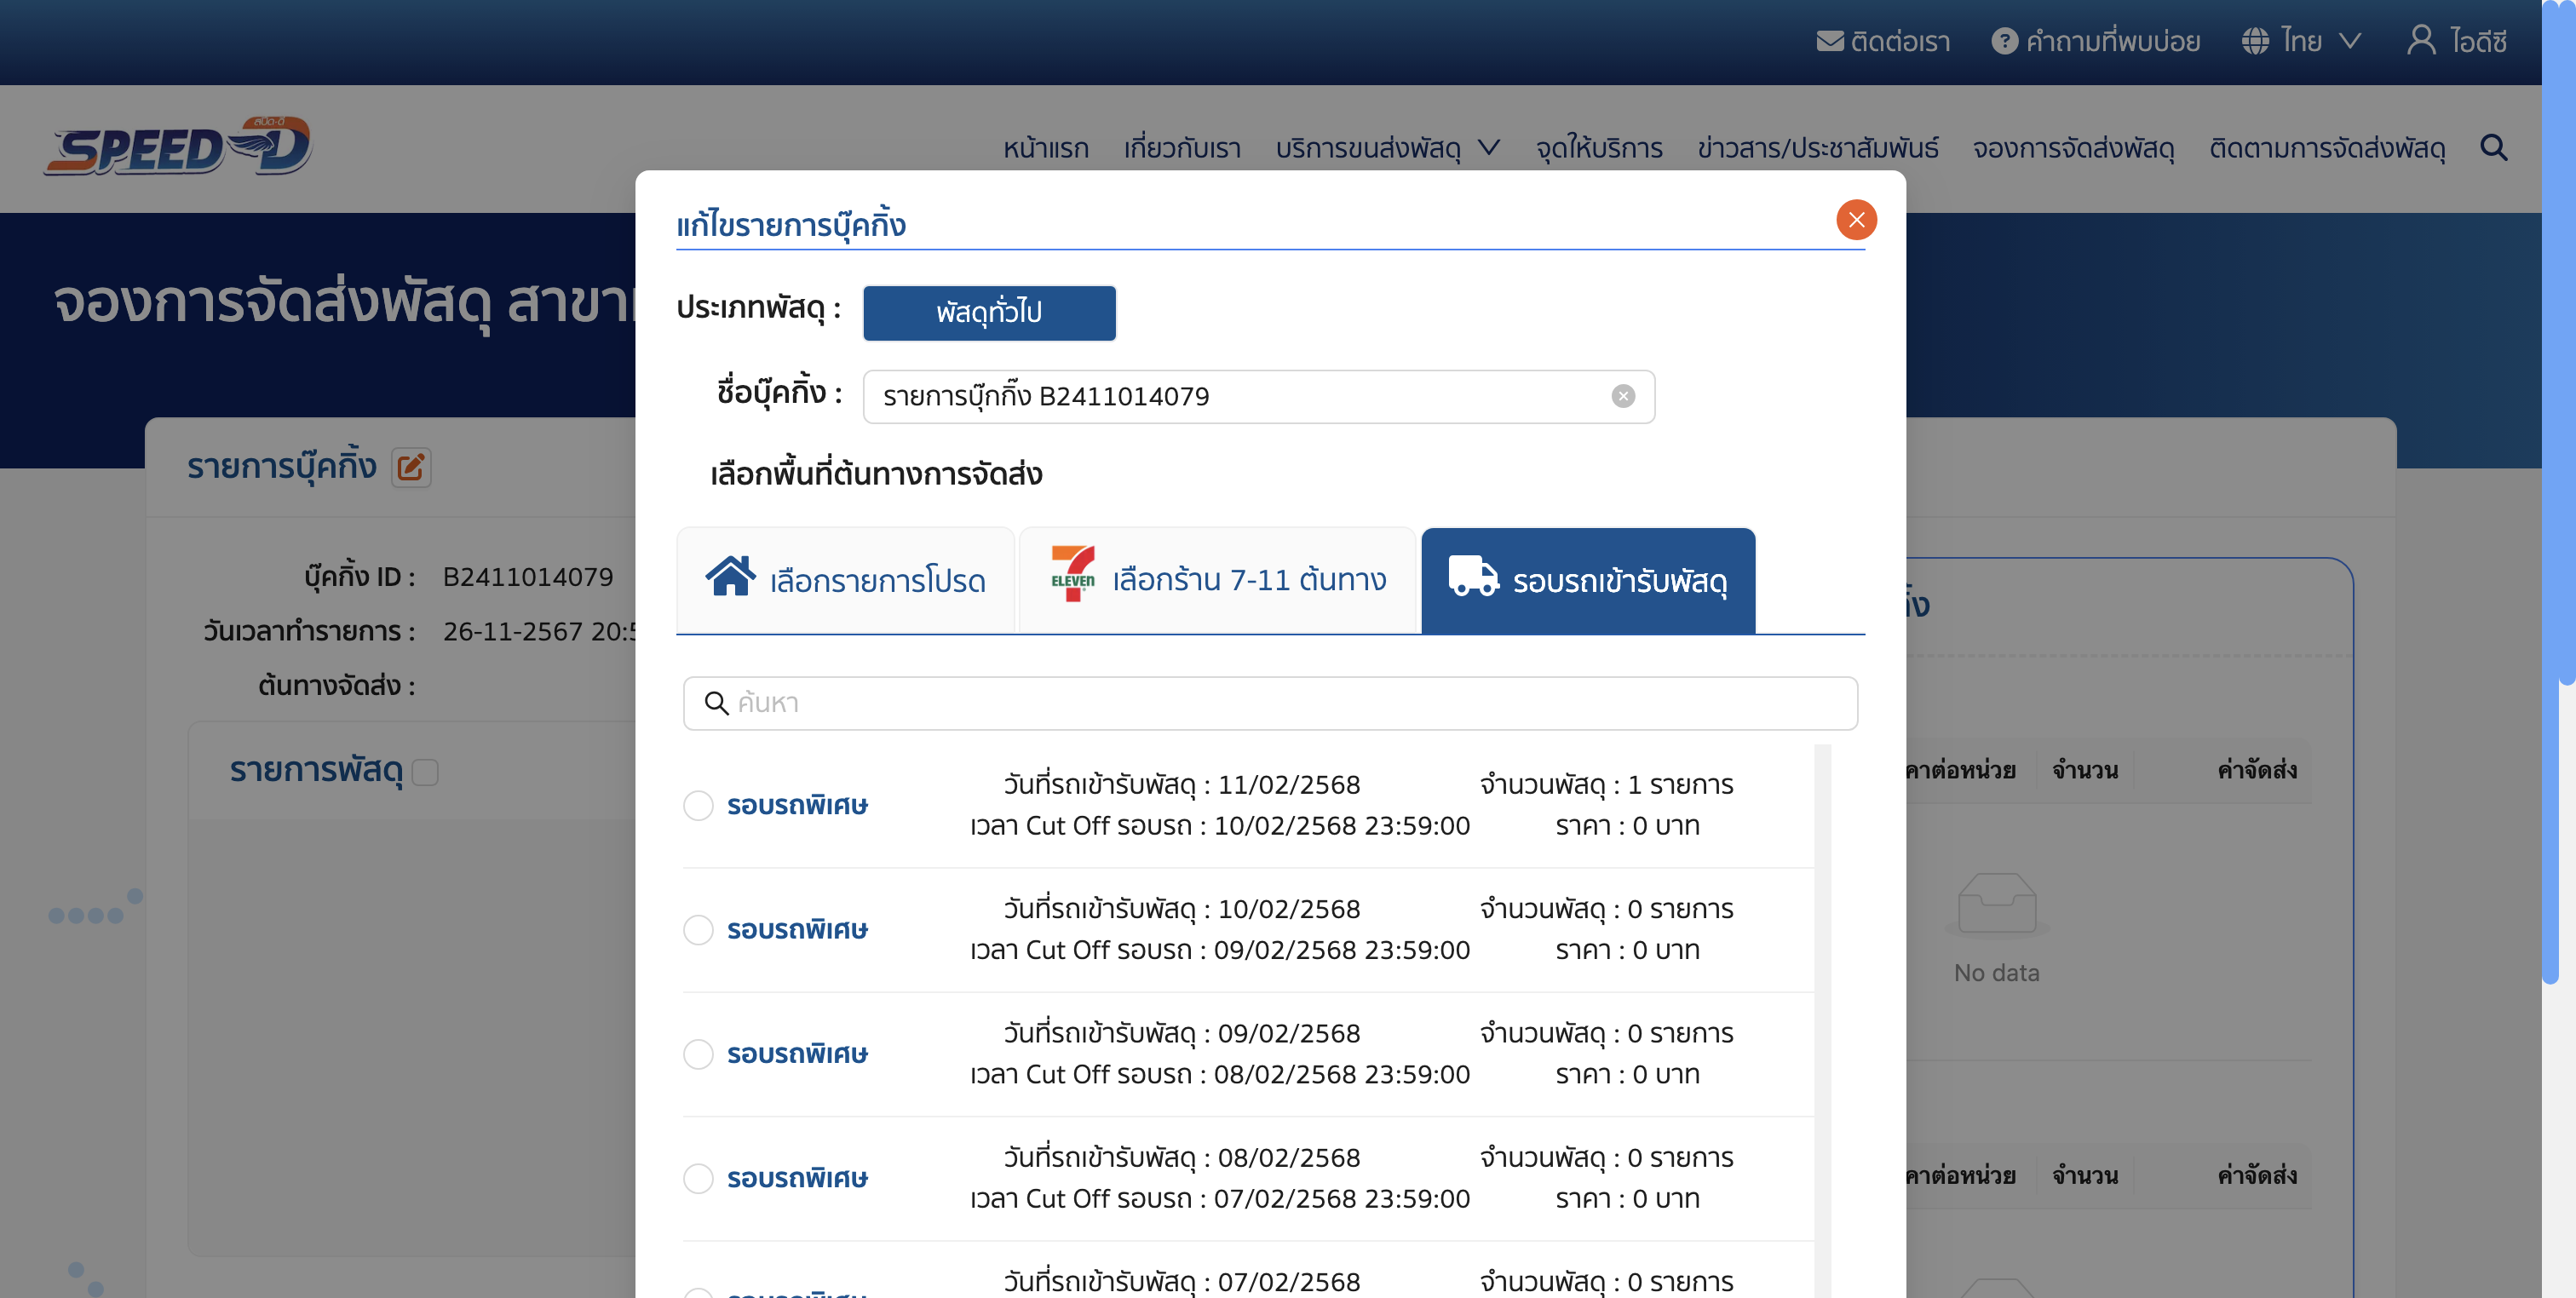 ติดต่อเรา
คำถามที่พบบ่อย
ไทย
ไอดีซี
สปีด-ดี
SPEED-D
หน้าแรก
เกี่ยวกับเรา
บริการขนส่งพัสดุ
จุดให้บริการ
ข่าวสาร/ประชาสัมพันธ์
จองการจัดส่งพัสดุ
ติดตามการจัดส่งพัสดุ
จองการจัดส่งพัสดุ
รายการบุ๊คกิ้ง
บุ๊คกิ้ง ID : B2411014079
วันเวลาทำรายการ : 26-11-2567
ต้นทางจัดส่ง :
รายการพัสดุ
แก้ไขรายการบุ๊คกิ้ง
ประเภทพัสดุ : พัสดุทั่วไป
ชื่อบุ๊คกิ้ง : รายการบุ๊กกิ๊ง B2411014079
เลือกพื้นที่ต้นทางการจัดส่ง
เลือกรายการโปรด
7 ELEVEN
เลือกร้าน 7-11 ต้นทาง
รอบรถเข้ารับพัสดุ
ค้นหา
รอบรถพิเศษ
วันที่รถเข้ารับพัสดุ : 11/02/2568
เวลา Cut Off รอบรถ : 10/02/2568 23:59:00
จำนวนพัสดุ : 1 รายการ
ราคา : 0 บาท
รอบรถพิเศษ
วันที่รถเข้ารับพัสดุ : 10/02/2568
เวลา Cut Off รอบรถ : 09/02/2568 23:59:00
จำนวนพัสดุ : 0 รายการ
ราคา : 0 บาท
รอบรถพิเศษ
วันที่รถเข้ารับพัสดุ : 09/02/2568
เวลา Cut Off รอบรถ : 08/02/2568 23:59:00
จำนวนพัสดุ : 0 รายการ
ราคา : 0 บาท
รอบรถพิเศษ
วันที่รถเข้ารับพัสดุ : 08/02/2568
เวลา Cut Off รอบรถ : 07/02/2568 23:59:00
จำนวนพัสดุ : 0 รายการ
ราคา : 0 บาท
วันที่รถเข้ารับพัสดุ : 07/02/2568
จำนวนพัสดุ : 0 รายการ
จำนวน
ค่าจัดส่ง
No data
จำนวน
ค่าจัดส่ง